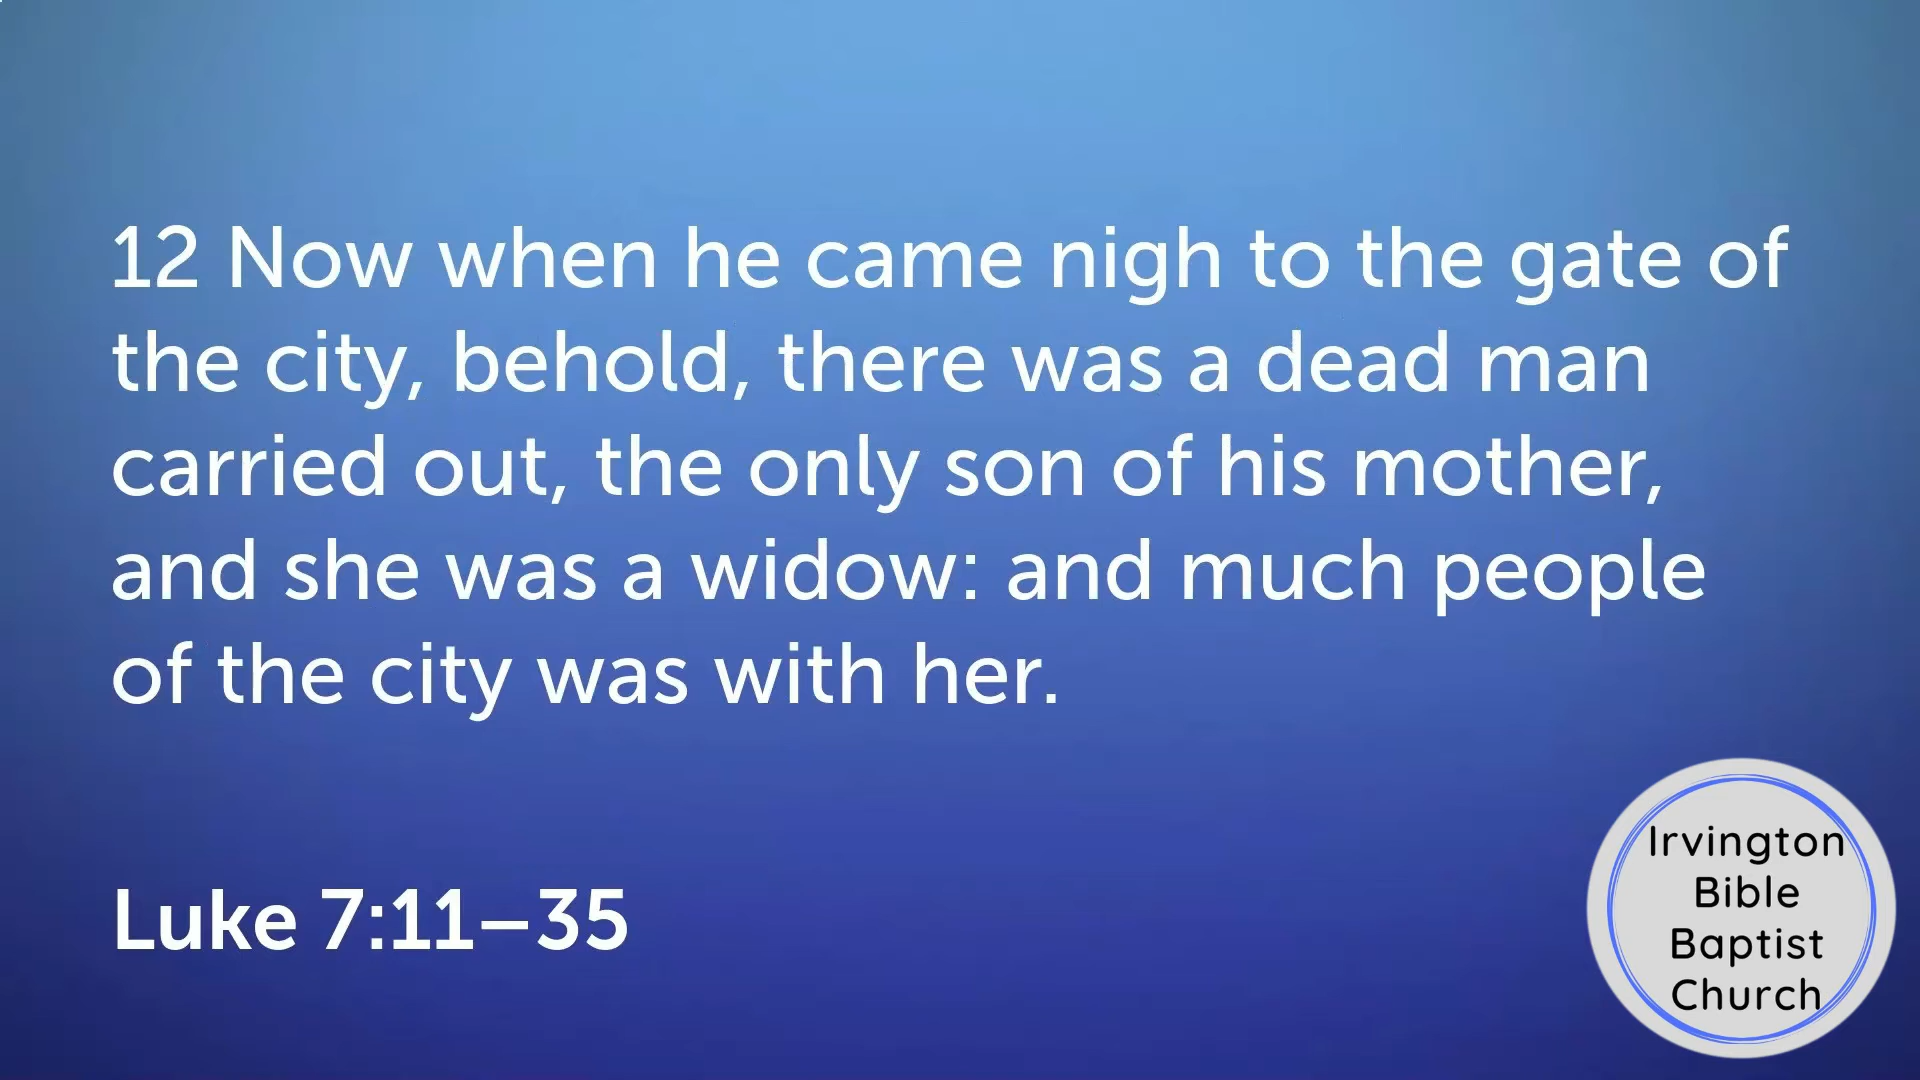 12 Now when he came nigh to the gate of
the city, behold, there was a dead man
carried out, the only son of his mother,
and she was a widow: and much people
of the city was with her.
Luke 7:11–35
Irvington
Bible
Baptist
Church